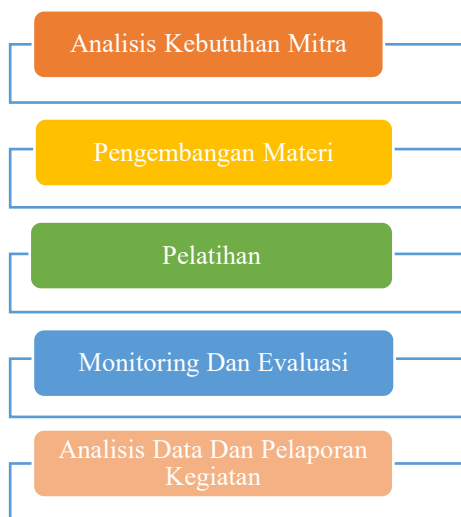 Analisis Kebutuhan Mitra
Pengembangan Materi
Pelatihan
Monitoring Dan Evaluasi
Analisis Data Dan Pelaporan
Kegiatan